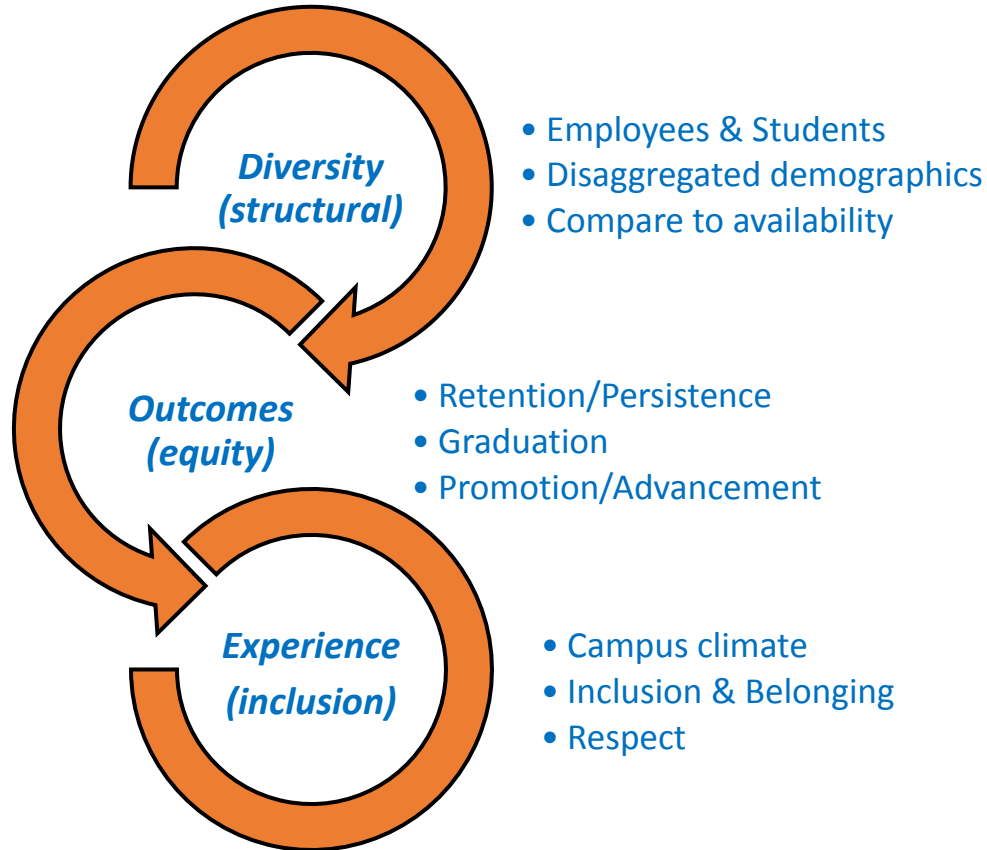 Diversity
(structural)
• Employees & Students
• Disaggregated demographics
• Compare to availability
Outcomes
(equity)
• Retention/Persistence
• Graduation
• Promotion/Advancement
Experience
(inclusion)
• Campus climate
• Inclusion & Belonging
• Respect